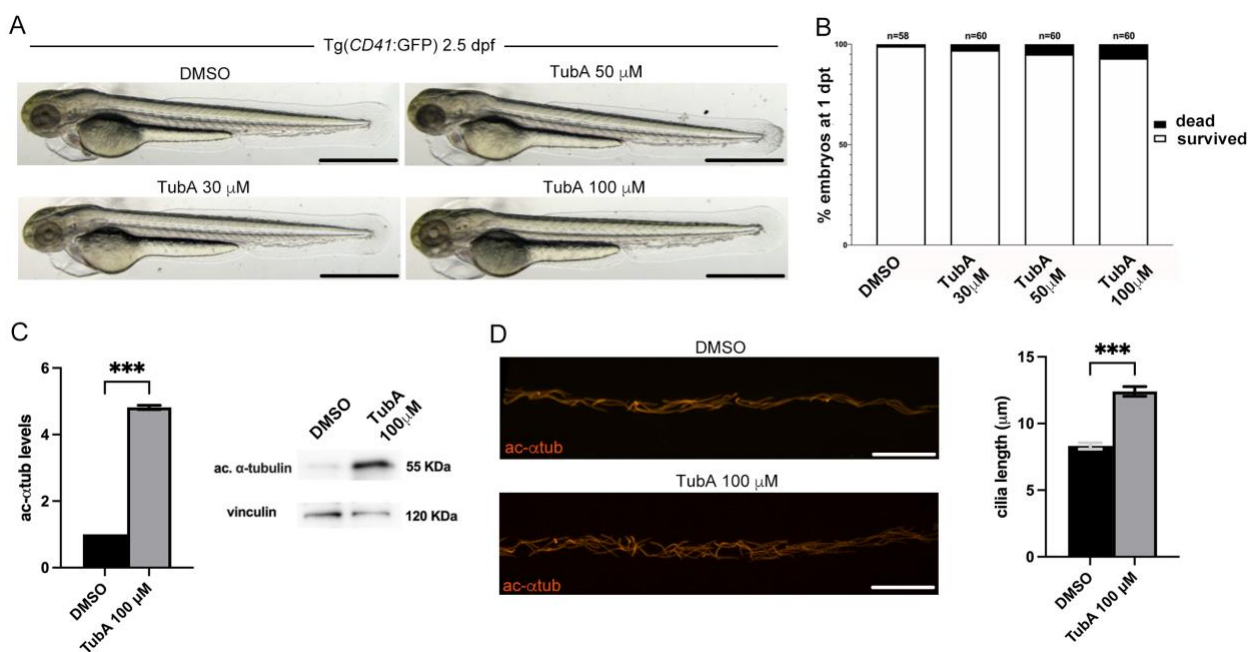 A
Tg(CD41:GFP) 2.5 dpf
DMSO
TubA 50 μM
TubA 30 μM
TubA 100 μM
B
n=58
n=60
n=60
n=60
% embryos at 1 dpt
100
50
0
dead
survived
DMSO
TubA
30μM
TubA
50μM
TubA
100μM
C
ac-αtub levels
6
4
2
0
***
DMSO
TubA 100 μM
DMSO
TubA
100μM
ac. α-tubulin
55 KDa
vinculin
120 KDa
D
DMSO
ac-αtub
TubA 100 μM
ac-αtub
cilia length (μm)
15
10
5
0
***
DMSO
TubA 100 μM